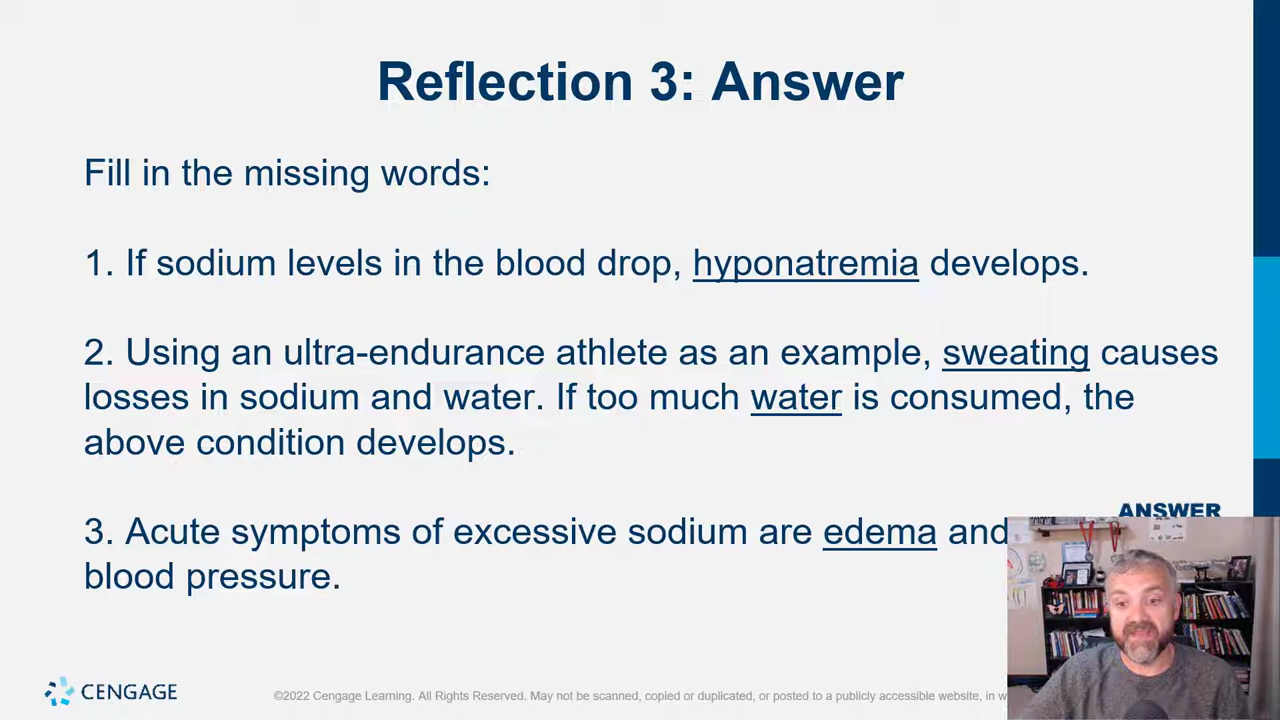 Reflection 3: Answer
Fill in the missing words:
1. If sodium levels in the blood drop, hyponatremia develops.
2. Using an ultra-endurance athlete as an example, sweating causes
losses in sodium and water. If too much water is consumed, the
above condition develops.
3. Acute symptoms of excessive sodium are edema and
blood pressure.
ANSWER
CENGAGE
©2022 Cengage Learning. All Rights Reserved. May not be scanned, copied or duplicated, or posted to a publicly accessible website, in w